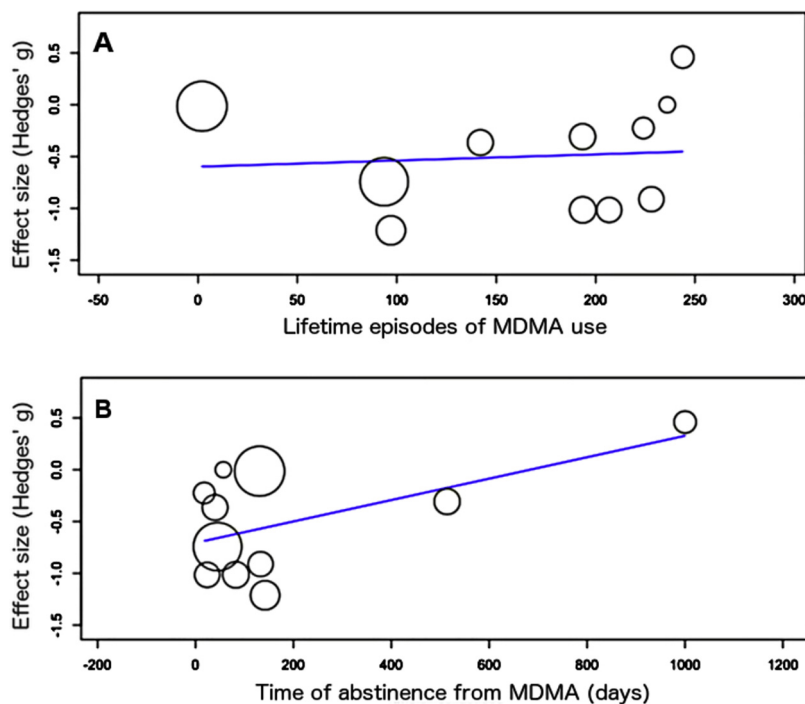 A
Effect size (Hedges' g)
0.5
0.0
-0.5
-1.0
-1.5
-50 0 50 100 150 200 250 300
Lifetime episodes of MDMA use
B
Effect size (Hedges' g)
0.5
0.0
-0.5
-1.0
-1.5
-200 0 200 400 600 800 1000 1200
Time of abstinence from MDMA (days)